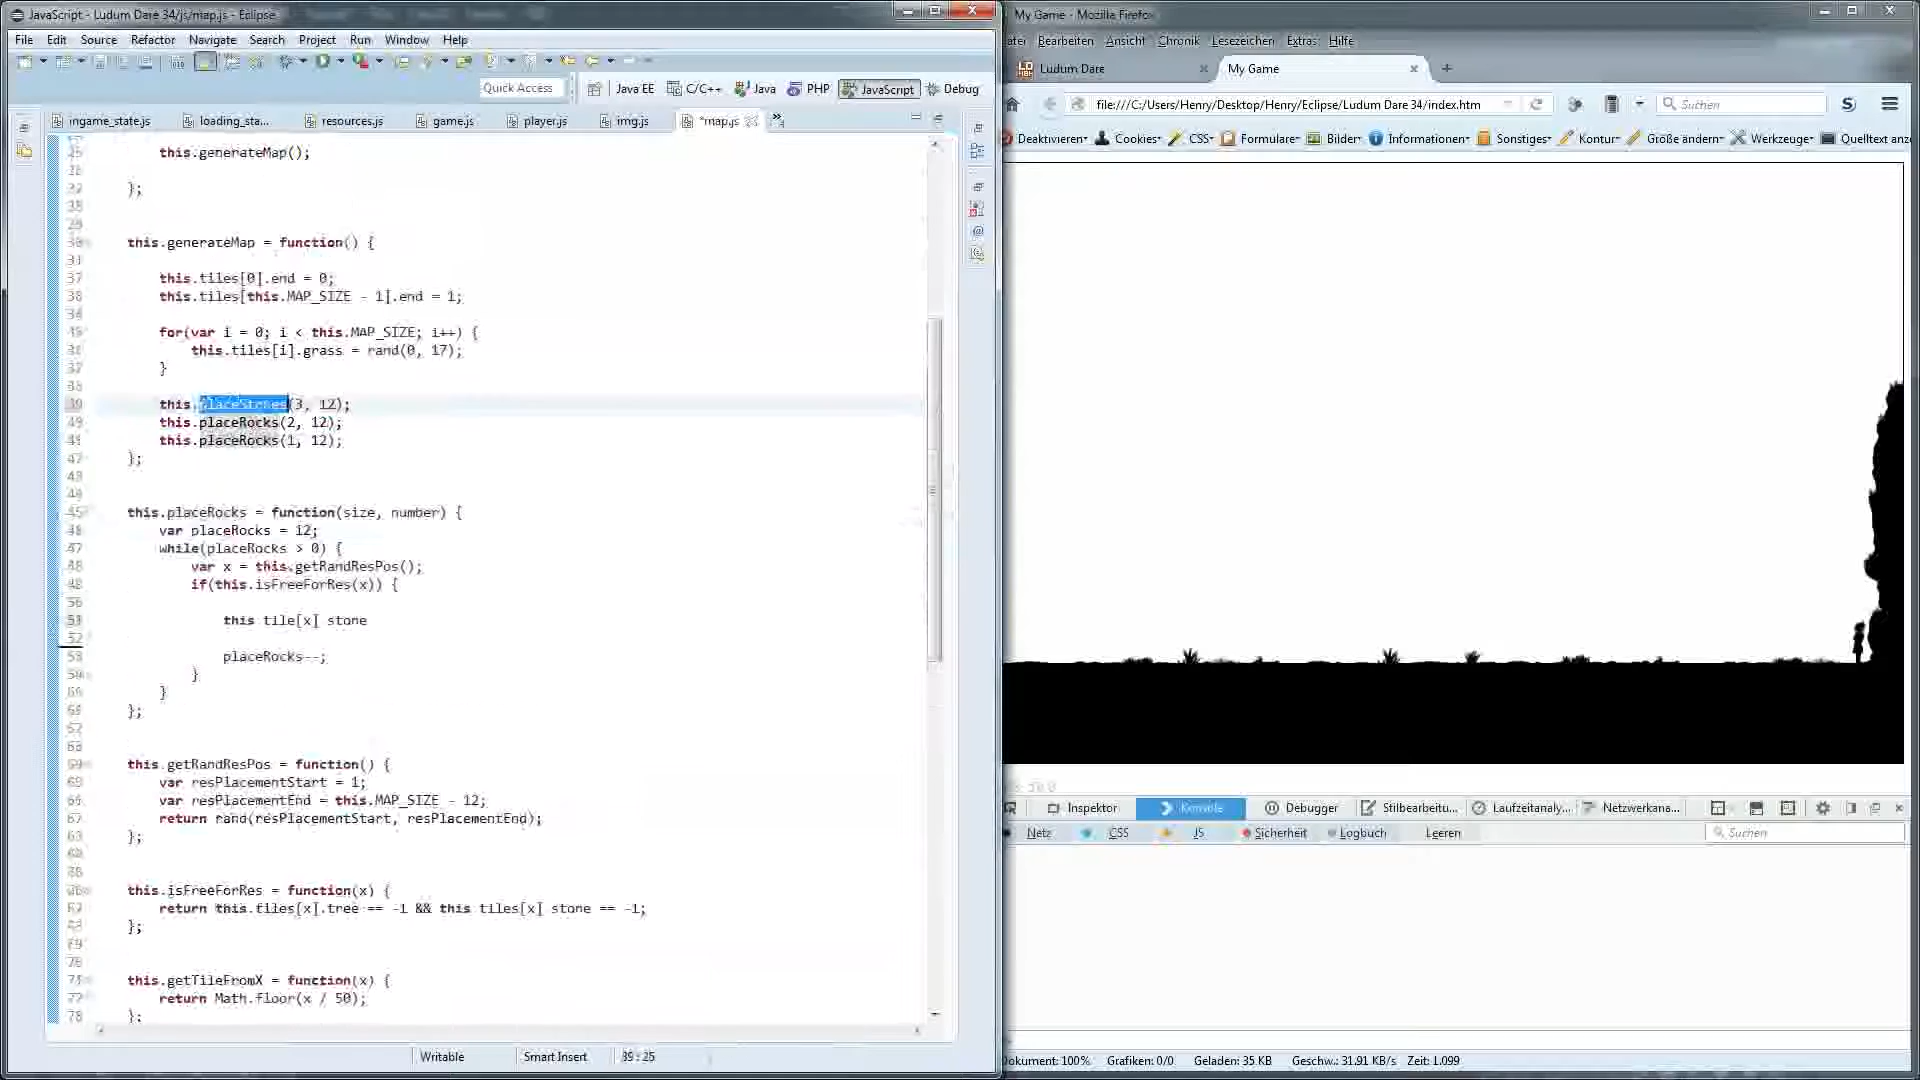 JavaScript - Ludum Dare 34/js/map.js - Eclipse
File Edit Source Refactor Navigate Search Project Run Window Help
Quick Access Java EE C/C++ Java PHP JavaScript Debug
ingame_state.js loading_sta... resources.js game.js player.js img.js *map.js
this.generateMap();
};
this.generateMap = function() {
this.tiles[0].end = 0;
this.tiles[this.MAP_SIZE - 1].end = 1;
for(var i = 0; i < this.MAP_SIZE; i++) {
this.tiles[i].grass = rand(0, 17);
}
this.placeStones(3, 12);
this.placeRocks(2, 12);
this.placeRocks(1, 12);
};
this.placeRocks = function(size, number) {
var placeRocks = 12;
while(placeRocks > 0) {
var x = this.getRandResPos();
if(this.isFreeForRes(x)) {
this tile[x] stone
placeRocks--;
}
}
};
this.getRandResPos = function() {
var resPlacementStart = 1;
var resPlacementEnd = this.MAP_SIZE - 12;
return rand(resPlacementStart, resPlacementEnd);
};
this.isFreeForRes = function(x) {
return this.tiles[x].tree == -1 && this tiles[x] stone == -1;
};
this.getTileFromX = function(x) {
return Math.floor(x / 50);
};
Writable Smart Insert 39 : 25
My Game - Mozilla Firefox
Bearbeiten Ansicht Chronik Lesezeichen Extras Hilfe
Ludum Dare My Game
file:///C:/Users/Henry/Desktop/Henry/Eclipse/Ludum Dare 34/index.htm Suchen
Deaktivieren Cookies CSS Formulare Bilder Informationen Sonstiges Kontur Größe ändern Werkzeuge Quelltext anz
Inspektor Konsole Debugger Stilbearbeitu... Laufzeitanaly... Netzwerkana...
Netz CSS JS Sicherheit Logbuch Leeren Suchen
Dokument: 100% Grafiken: 0/0 Geladen: 35 KB Geschw.: 31.91 KB/s Zeit: 1.099